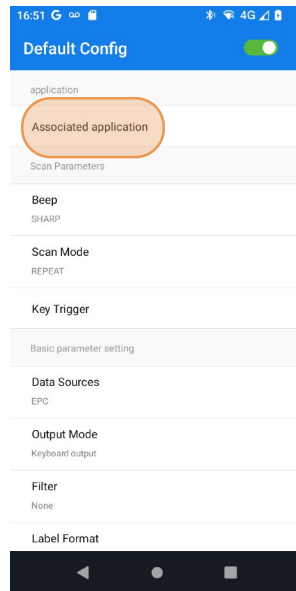 16:51 G 4G
Default Config
application
Associated application
Scan Parameters
Beep
SHARP
Scan Mode
REPEAT
Key Trigger
Basic parameter setting
Data Sources
EPC
Output Mode
Keyboard output
Filter
None
Label Format